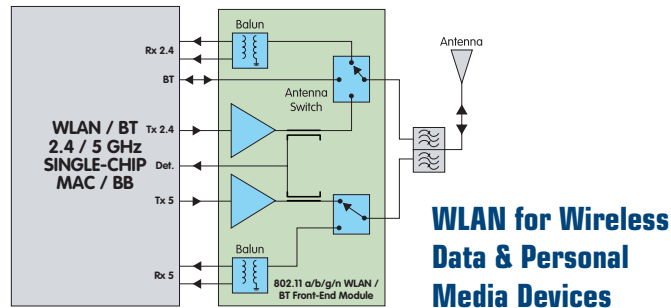 Balun
Rx 2.4
Antenna
BT
Antenna
Switch
WLAN / BT
2.4 / 5 GHz
SINGLE-CHIP
MAC / BB
Tx 2.4
Det.
Tx 5
Balun
Rx 5
802.11 a/b/g/n WLAN /
BT Front-End Module
WLAN for Wireless
Data & Personal
Media Devices